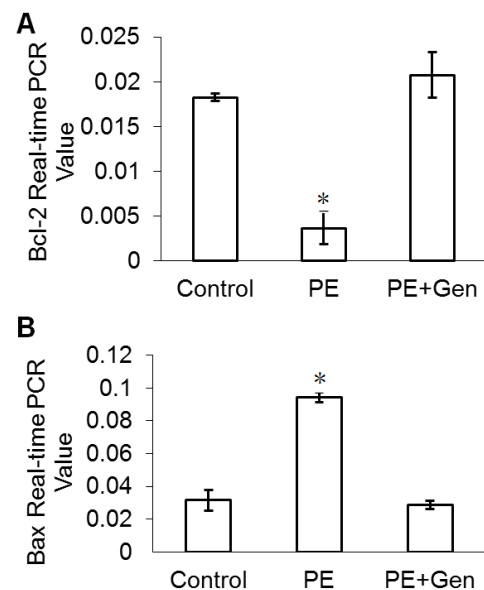 A
Bcl-2 Real-time PCR
Value
0.025
0.02
0.015
0.01
0.005
0
*
Control PE PE+Gen
B
Bax Real-time PCR
Value
0.12
0.1
0.08
0.06
0.04
0.02
0
*
Control PE PE+Gen